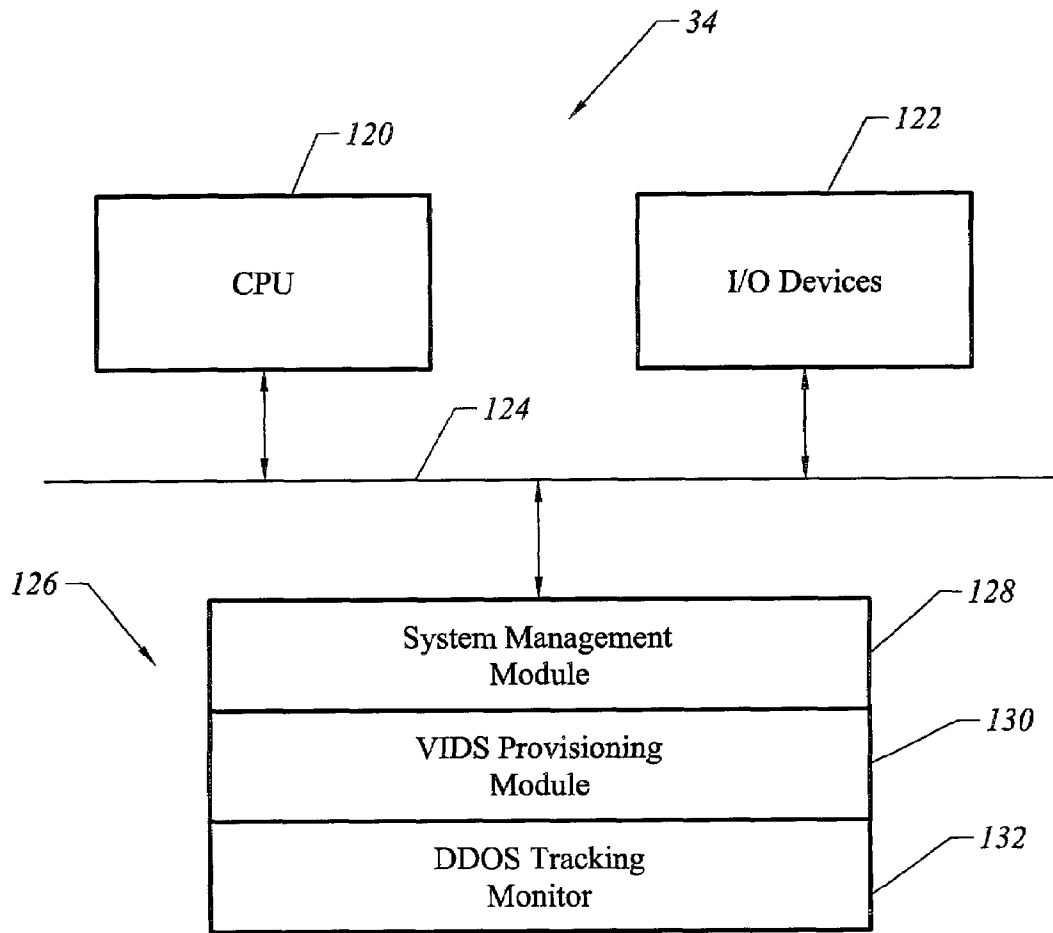 34
120
122
CPU
I/O Devices
124
126
128
System Management
Module
130
VIDS Provisioning
Module
132
DDOS Tracking
Monitor